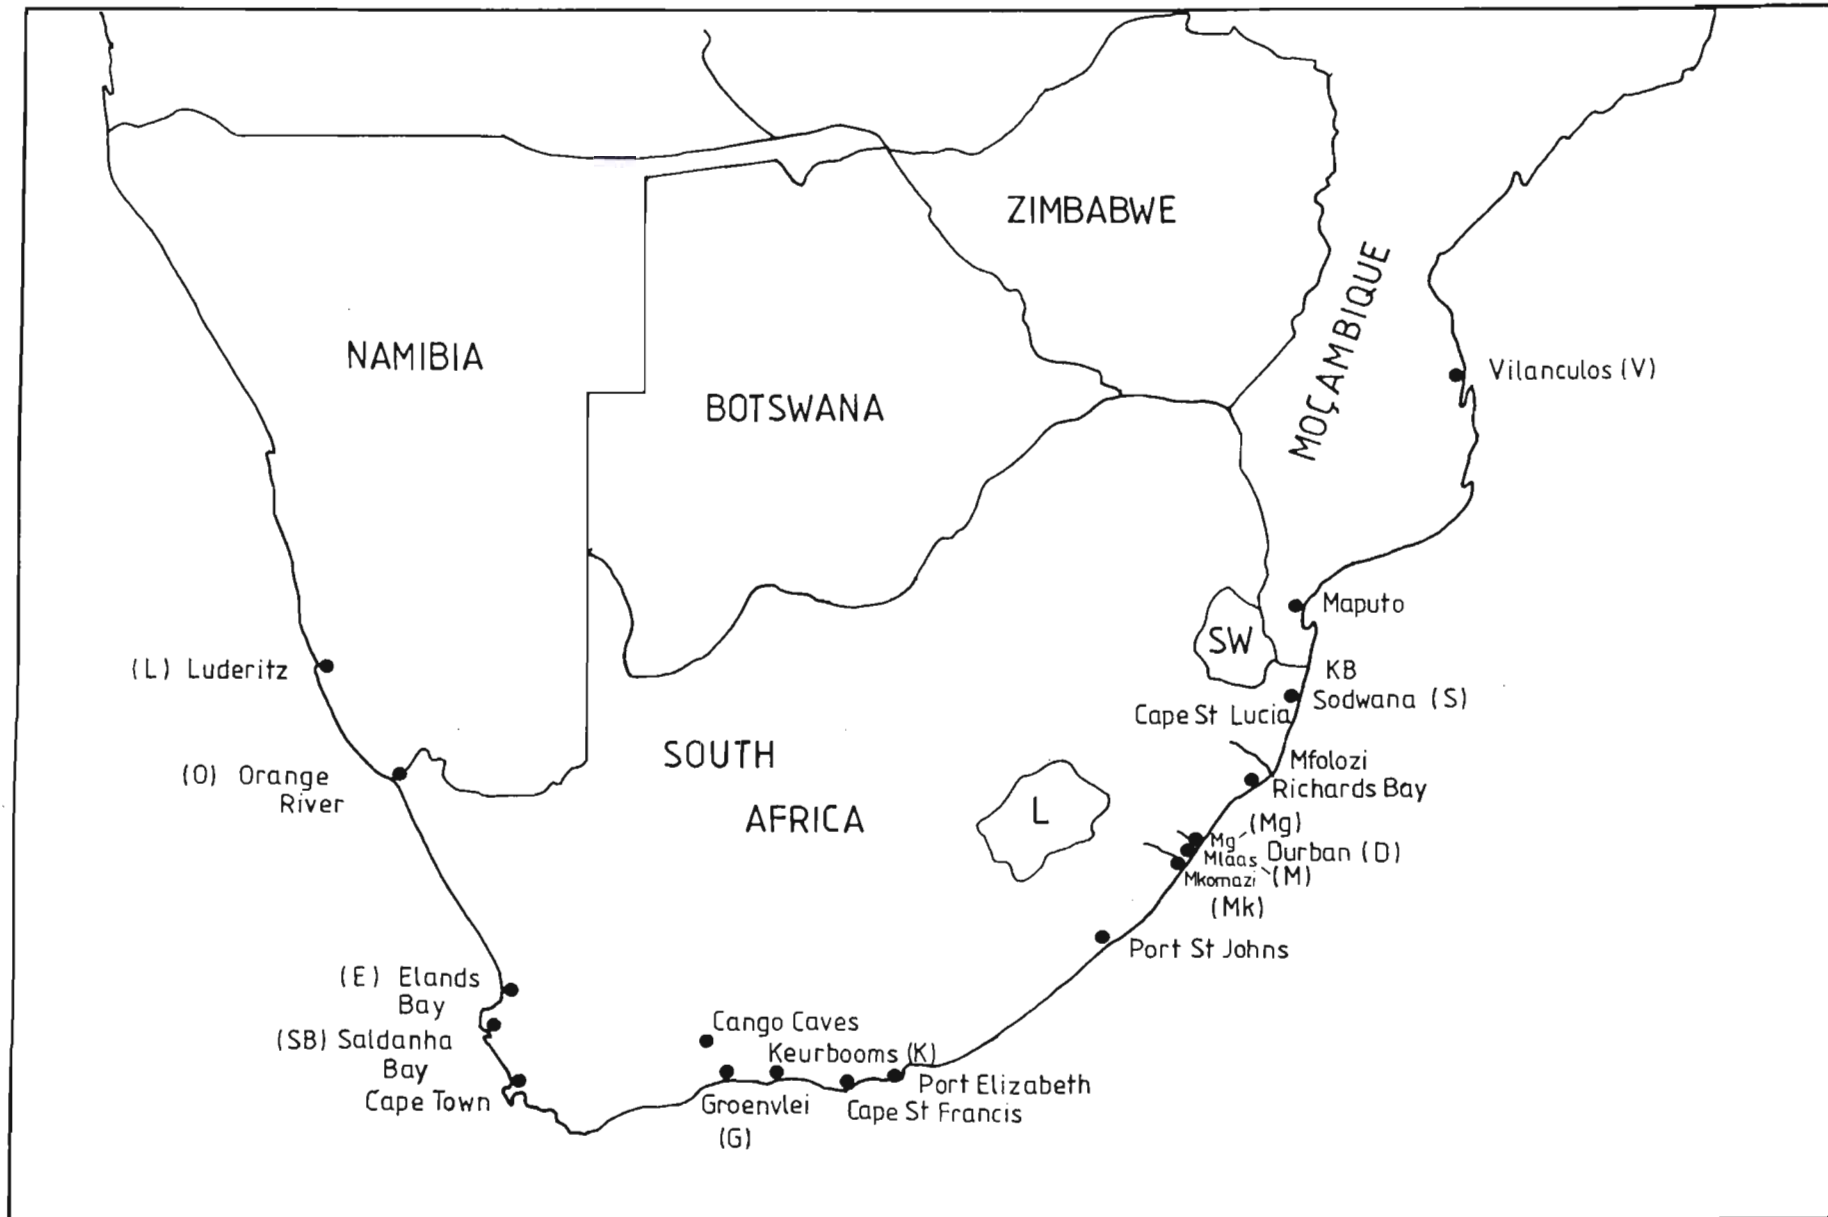 ZIMBABWE
MOÇAMBIQUE
NAMIBIA
BOTSWANA
Vilanculos (V)
Maputo
SW
KB
Sodwana (S)
Cape St Lucia
(L) Luderitz
(O) Orange
River
SOUTH
AFRICA
L
Mfolozi
Richards Bay
(Mg)
Mg
Durban (D)
Mlaas
(M)
Mkomazi
(Mk)
Port St Johns
(E) Elands
Bay
(SB) Saldanha
Bay
Cape Town
Cango Caves
Keurbooms (K)
Port Elizabeth
Groenvlei
(G)
Cape St Francis